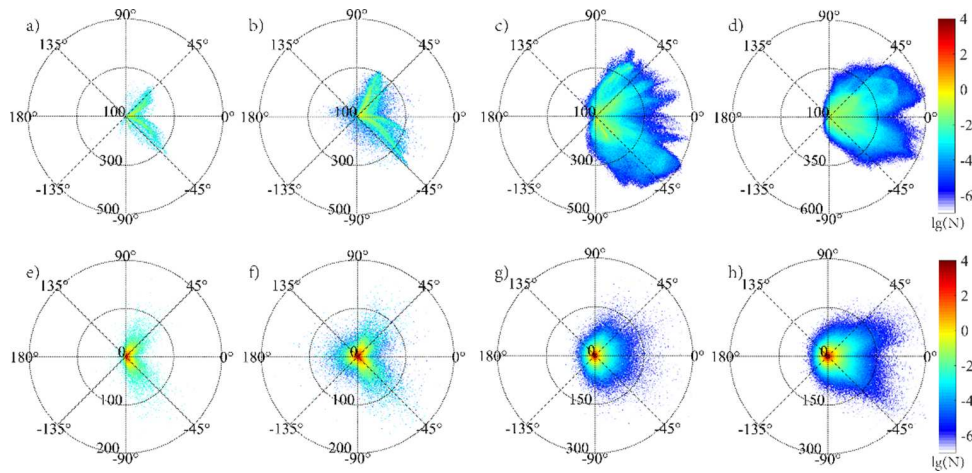 a) 90° b) 90° c) 90° d) 90° 4
135° 45° 135° 45° 135° 45° 135° 45° 2
0
180° 100 0° 180° 100 0° 180° 100 0° 180° 100 0° -2
300 300 300 350 -4
-135° -45° -135° -45° -135° -45° -135° -45° -6
500 500 500 600 lg(N)
-90° -90° -90° -90°
e) 90° f) 90° g) 90° h) 90° 4
135° 45° 135° 45° 135° 45° 135° 45° 2
0
180° 0 0° 180° 0 0° 180° 0 0° 180° 0 0° -2
100 100 150 150 -4
-135° -45° -135° -45° -135° -45° -135° -45° -6
200 200 300 300 lg(N)
-90° -90° -90° -90°